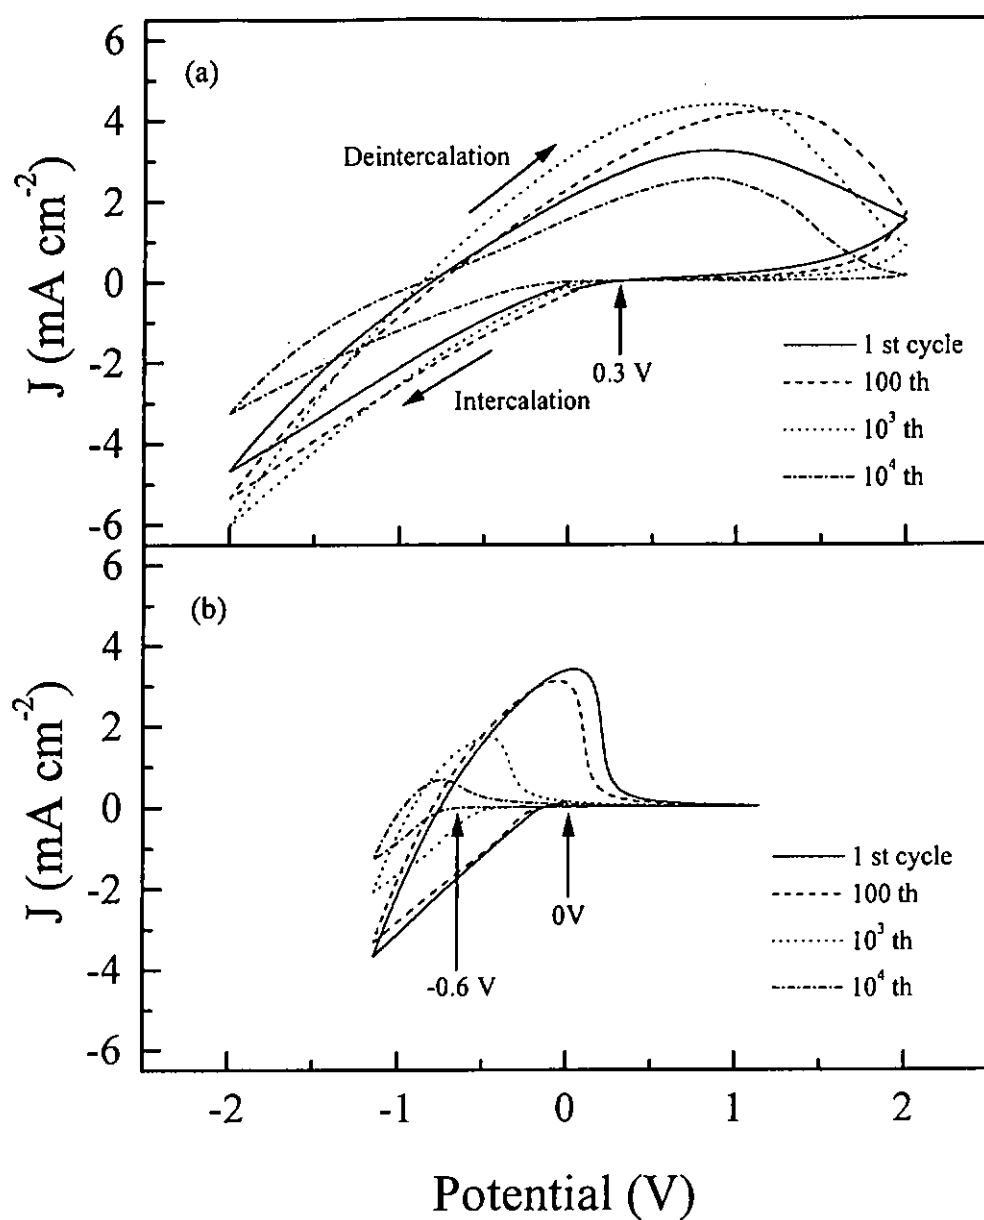 6
(a)
4
Deintercalation
2
0
-2
0.3 V
Intercalation
-4
-6
J (mA cm⁻²)
1 st cycle
100 th
10³ th
10⁴ th
6
(b)
4
2
0
-2
0V
-4
-0.6 V
-6
J (mA cm⁻²)
1 st cycle
100 th
10³ th
10⁴ th
-2 -1 0 1 2
Potential (V)